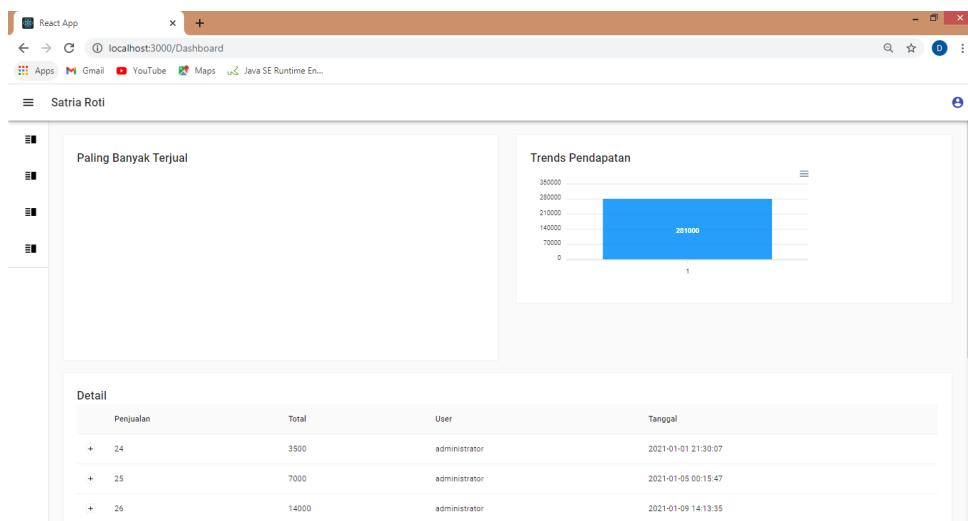 React App
localhost:3000/Dashboard
D
Apps Gmail YouTube Maps Java SE Runtime En...
Satria Roti
Paling Banyak Terjual
Trends Pendapatan
350000
280000
210000
140000
70000
0
281000
1
Detail
Penjualan Total User Tanggal
+ 24 3500 administrator 2021-01-01 21:30:07
+ 25 7000 administrator 2021-01-05 00:15:47
+ 26 14000 administrator 2021-01-09 14:13:35